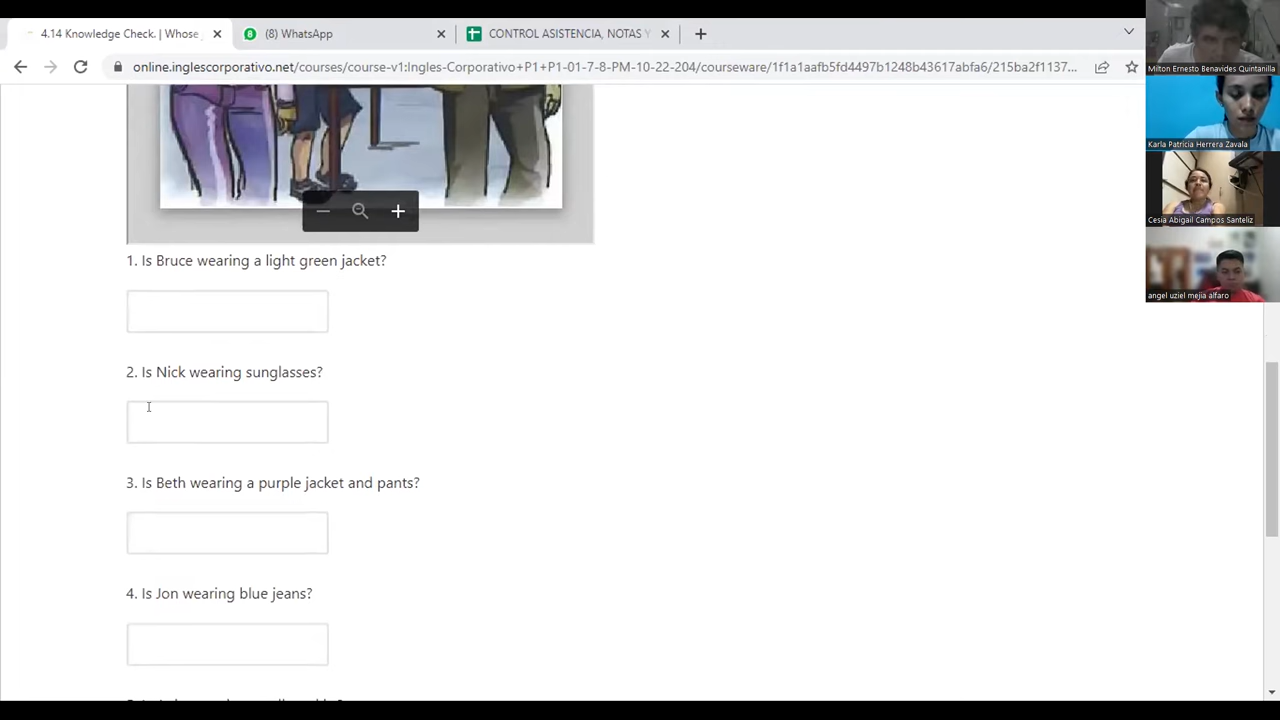 4.14 Knowledge Check. | Whose
(8) WhatsApp
CONTROL ASISTENCIA, NOTAS Y
online.inglescorporativo.net/courses/course-v1:Ingles-Corporativo+P1+P1-01-7-8-PM-10-22-204/courseware/1f1a1aafb5fd4497b1248b43617abfa6/215ba2f1137...
Milton Ernesto Benavides Quintanilla
Karla Patricia Herrera Zavala
Cesia Abigail Campos Santeliz
angel uziel mejia alfaro
1. Is Bruce wearing a light green jacket?
2. Is Nick wearing sunglasses?
3. Is Beth wearing a purple jacket and pants?
4. Is Jon wearing blue jeans?